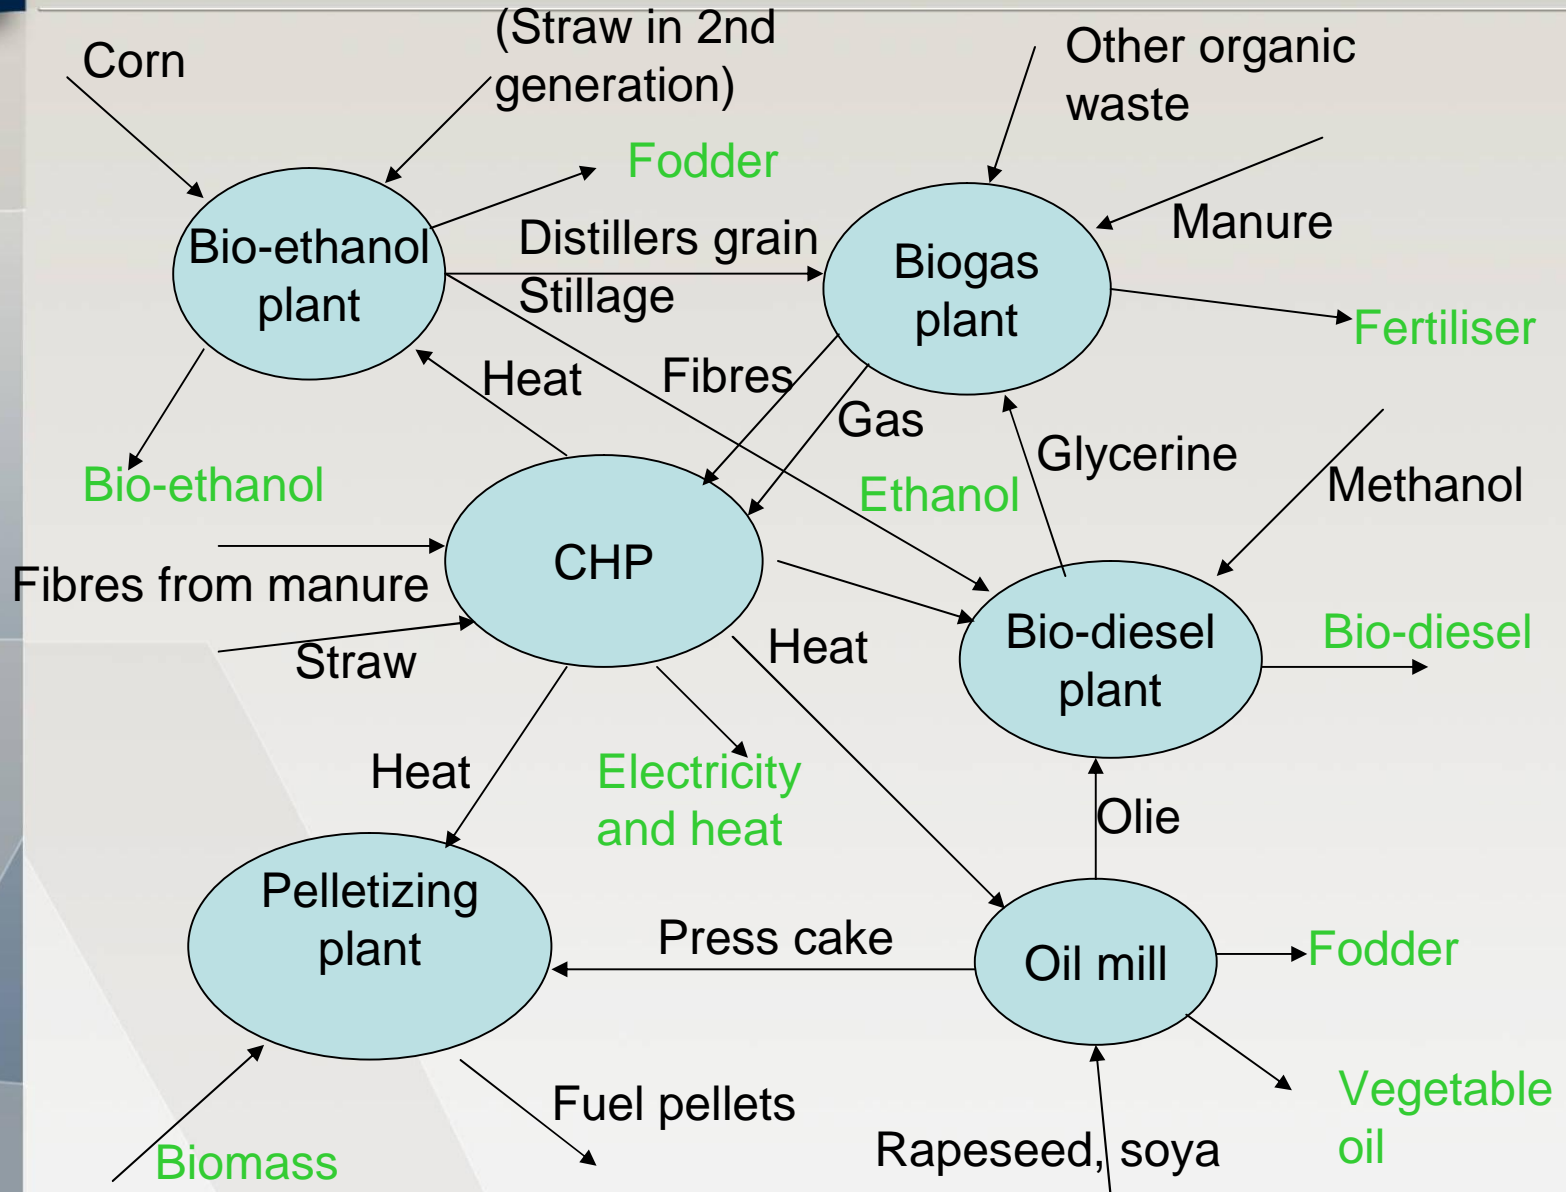 (Straw in 2nd
generation)
Corn
Other organic
waste
Fodder
Manure
Bio-ethanol
plant
Distillers grain
Stillage
Biogas
plant
Fertiliser
Heat
Fibres
Gas
Glycerine
Methanol
Bio-ethanol
Ethanol
CHP
Fibres from manure
Straw
Heat
Bio-diesel
plant
Bio-diesel
Heat
Electricity
and heat
Olie
Pelletizing
plant
Press cake
Oil mill
Fodder
Fuel pellets
Vegetable
oil
Biomass
Rapeseed, soya